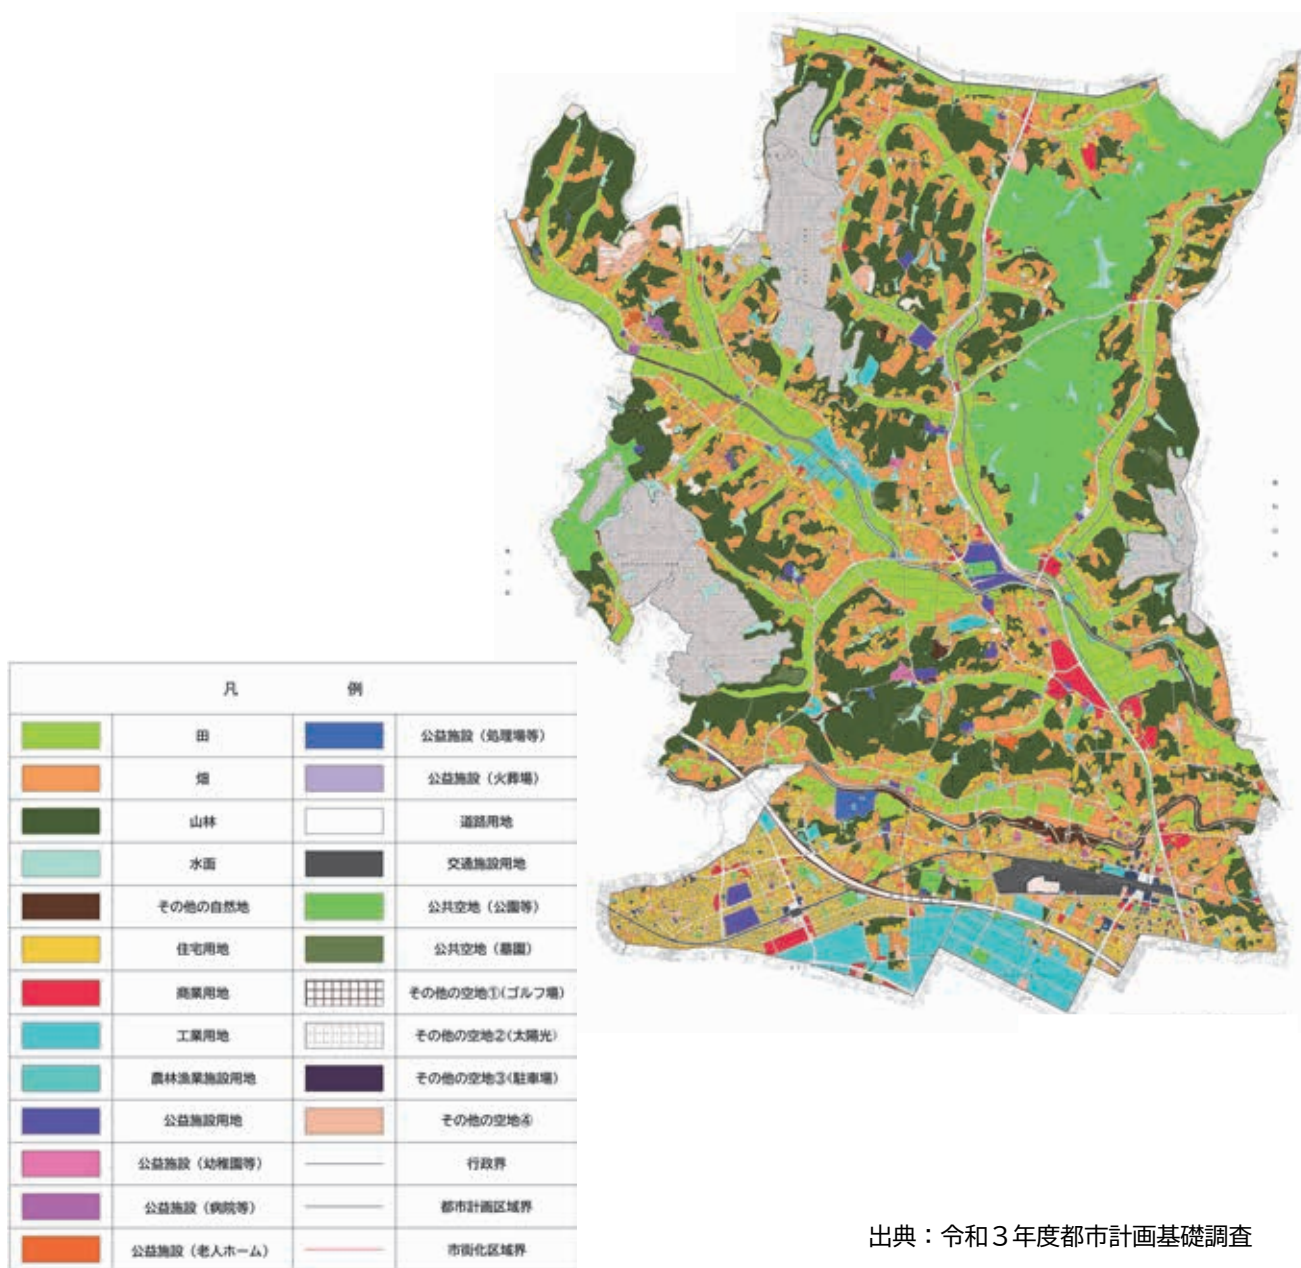 凡 例
田 公益施設（処理場等）
畑 公益施設（火葬場）
山林 道路用地
水面 交通施設用地
その他の自然地 公共空地（公園等）
住宅用地 公共空地（墓園）
商業用地 その他の空地①(ゴルフ場)
工業用地 その他の空地②(太陽光)
農林漁業施設用地 その他の空地③(駐車場)
公益施設用地 その他の空地④
公益施設（幼稚園等） 行政界
公益施設（病院等） 都市計画区域界
公益施設（老人ホーム） 市街化区域界
出典：令和３年度都市計画基礎調査